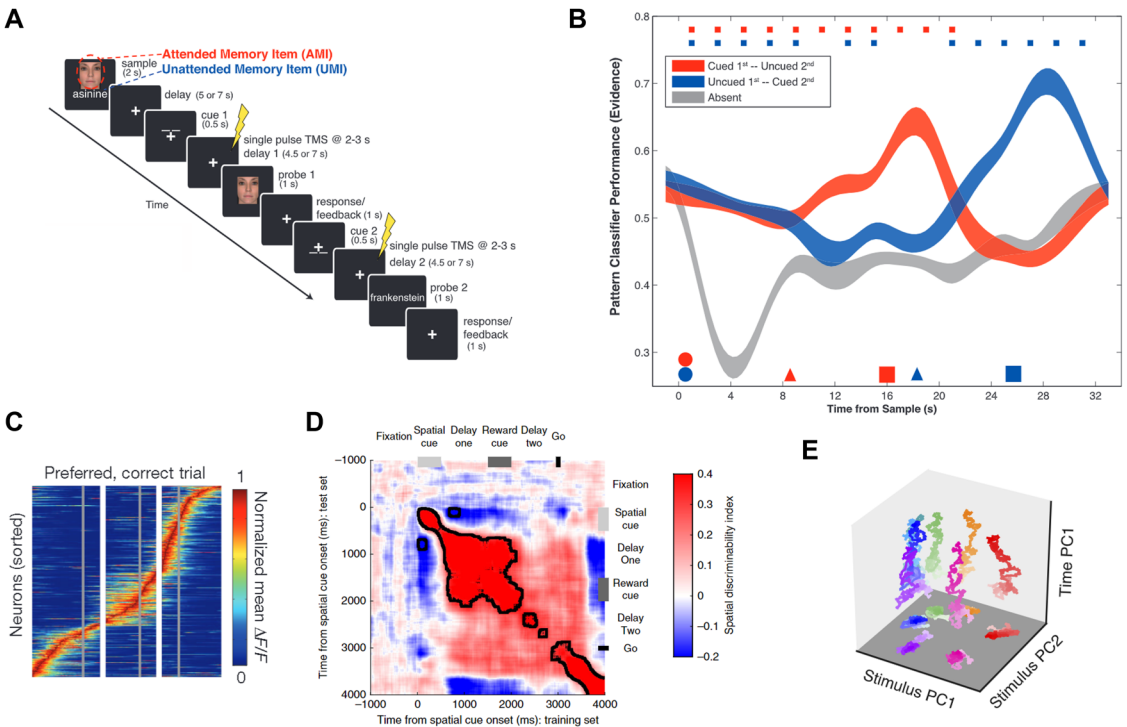 A
Attended Memory Item (AMI)
Unattended Memory Item (UMI)
sample
(2 s)
asinine
delay (5 or 7 s)
cue 1
(0.5s)
single pulse TMS @ 2-3 s
delay 1 (4.5 or 7 s)
probe 1
(1 s)
response/
feedback (1 s)
cue 2
(0.5s)
single pulse TMS @ 2-3 s
delay 2 (4.5 or 7 s)
frankenstein
probe 2
(1 s)
response/
feedback
(1 s)
Time
B
Pattern Classifier Performance (Evidence)
0.8
0.7
0.6
0.5
0.4
0.3
Cued 1st -- Uncued 2nd
Uncued 1st -- Cued 2nd
Absent
0 4 8 12 16 20 24 28 32
Time from Sample (s)
C
Preferred, correct trial
Neurons (sorted)
1
0
Normalized mean ΔF/F
D
Fixation
Spatial
cue
Delay
one
Reward
cue
Delay
two
Go
Time from spatial cue onset (ms): test set
−1000
0
1000
2000
3000
4000
Fixation
Spatial
cue
Delay
One
Reward
cue
Delay
Two
Go
−1000 0 1000 2000 3000 4000
Time from spatial cue onset (ms): training set
0.4
0.3
0.2
0.1
0
−0.1
−0.2
Spatial discriminability index
E
Time PC1
Stimulus PC1
Stimulus PC2